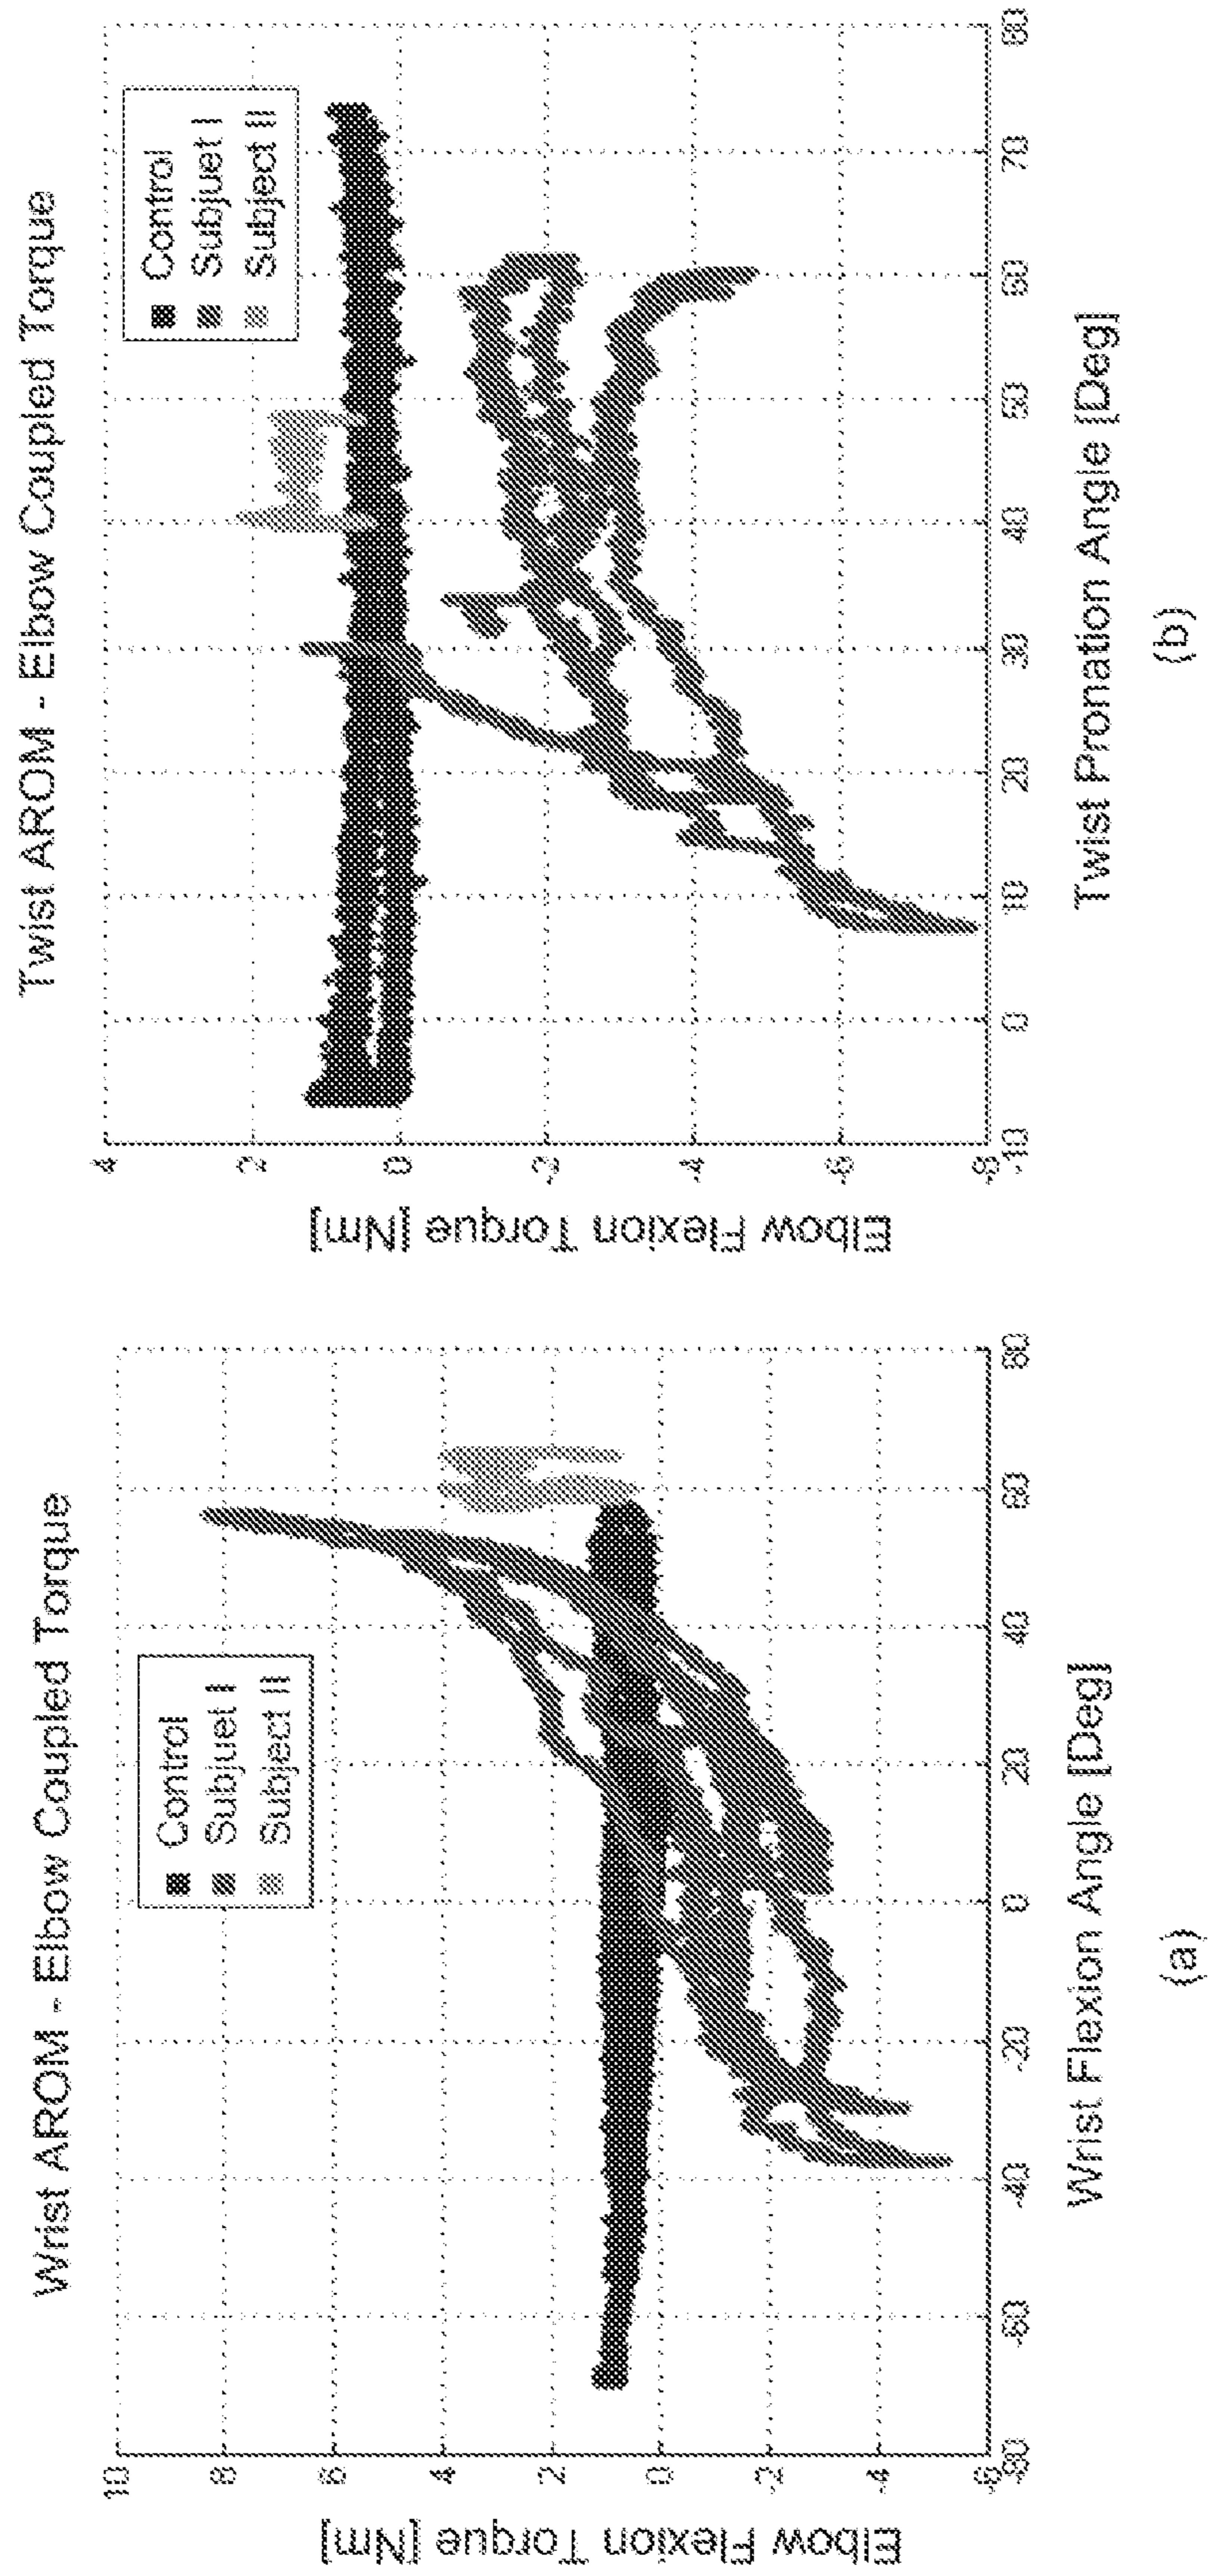 Wrist AROM - Elbow Coupled Torque
Elbow Flexion Torque [Nm]
10
8
6
4
2
0
-2
-4
-6
Control
Subjuet I
Subject II
-80
-60
-40
-20
0
20
40
60
80
Wrist Flexion Angle [Deg]
(a)
Twist AROM - Elbow Coupled Torque
Elbow Flexion Torque [Nm]
4
2
0
-2
-4
-6
-8
Control
Subjuet I
Subject II
-10
0
10
20
30
40
50
60
70
80
Twist Pronation Angle [Deg]
(b)